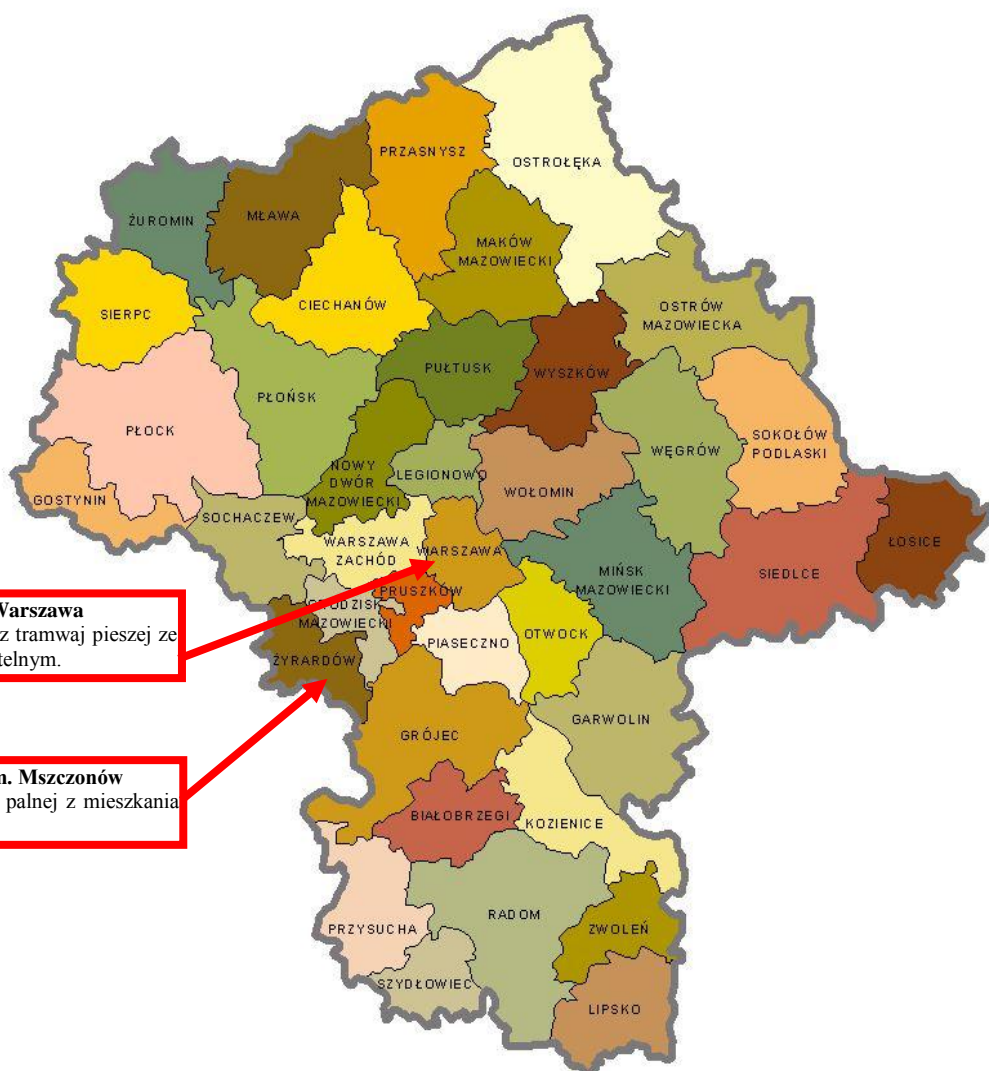 PRZASNYSZ
OSTROŁĘKA
ŻUROMIN
MŁAWA
MAKÓW
MAZOWIECKI
SIERPC
CIECHANÓW
OSTRÓW
MAZOWIECKA
PUŁTUSK
WYSZKÓW
PŁOŃSK
PŁOCK
SOKOŁÓW
PODLASKI
WĘGRÓW
NOWY
DWÓR
MAZOWIECKI
LEGIONOWO
WOŁOMIN
GOSTYNIN
SOCHACZEW
WARSZAWA
ZACHÓD
WARSZAWA
ŁOSICE
MIŃSK
MAZOWIECKI
SIEDLCE
PRUSZKÓW
GRODZISK
MAZOWIECKI
Warszawa
z tramwaj pieszej ze
telnym.
PIASECZNO
OTWOCK
ŻYRARDÓW
GARWOLIN
GRÓJEC
m. Mszczonów
palnej z mieszkania
BIAŁOBRZEGI
KOZIENICE
RADOM
PRZYSUCHA
ZWOLEŃ
SZYDŁOWIEC
LIPSKO